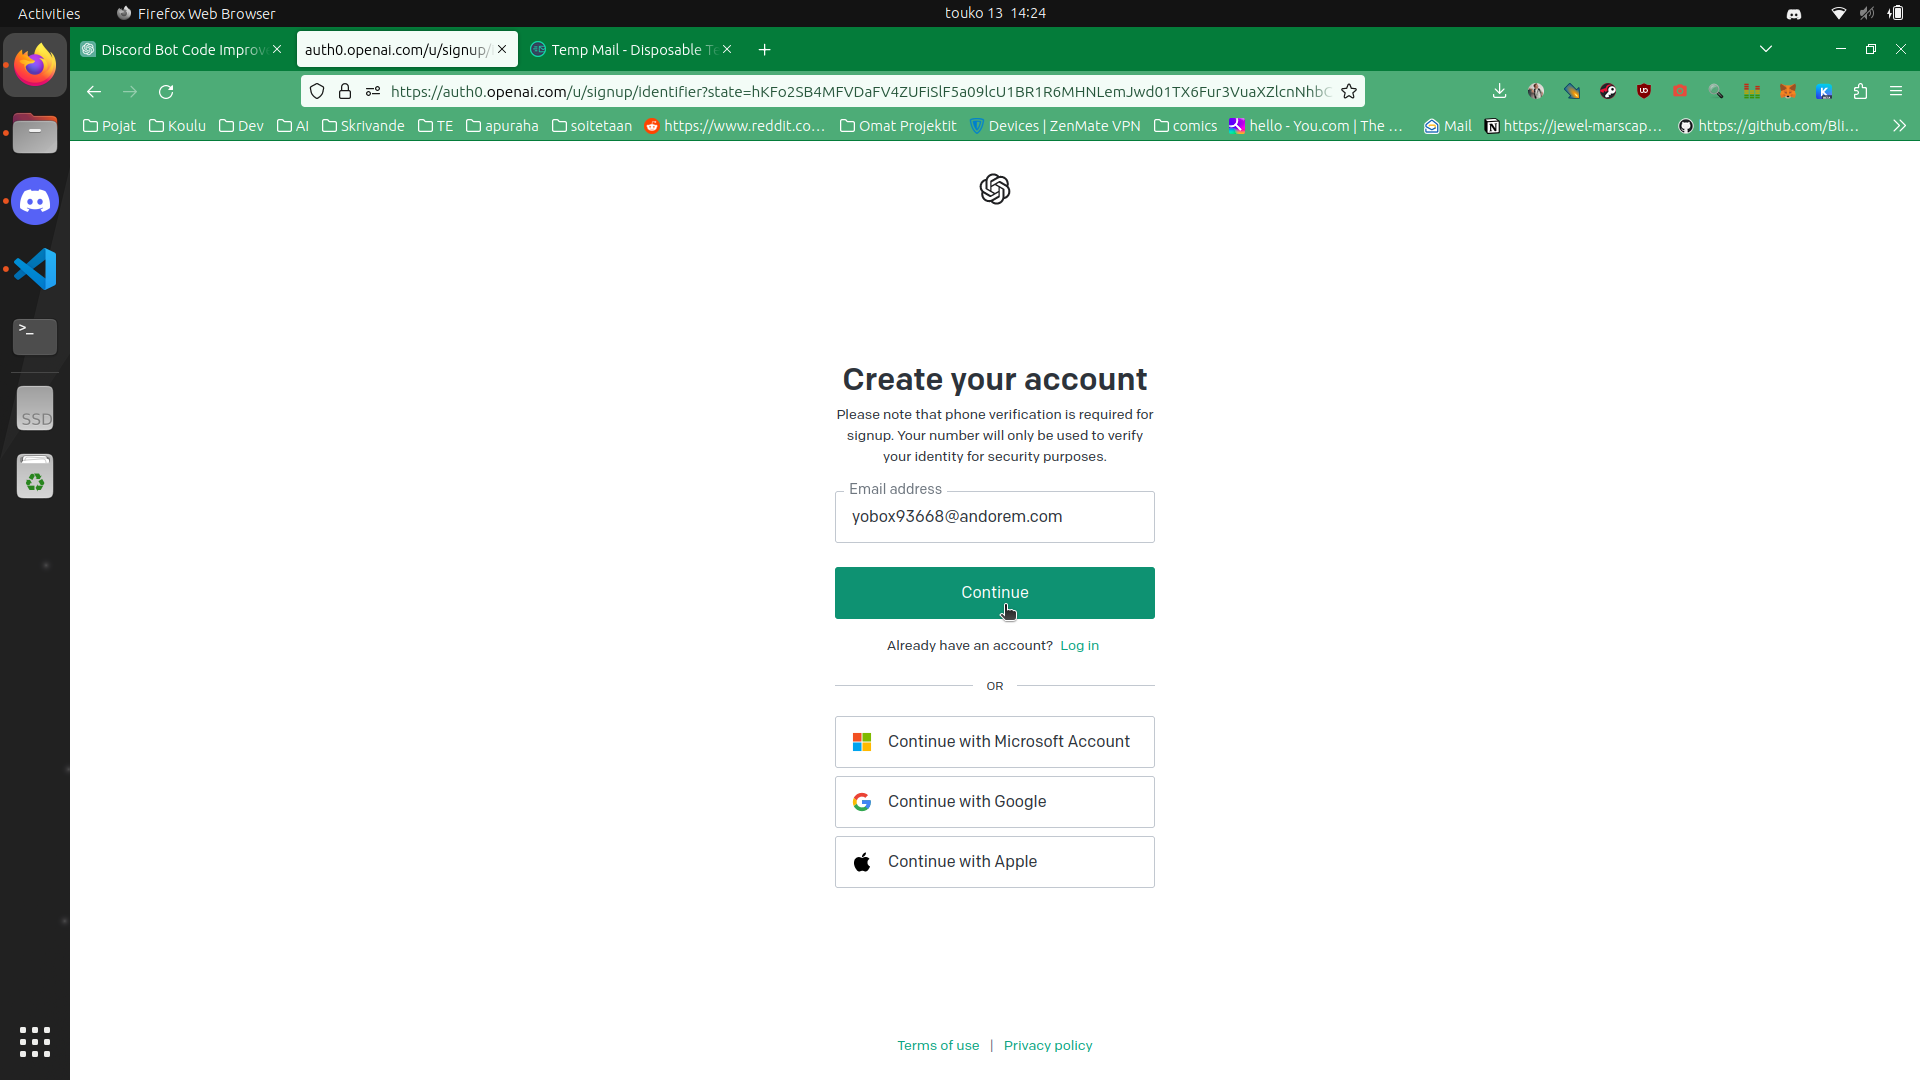 Activities
Firefox Web Browser
touko 13 14:24
Discord Bot Code Improv
auth0.openai.com/u/signup/
Temp Mail - Disposable Te
https://auth0.openai.com/u/signup/identifier?state=hKFo2SB4MFVDaFV4ZUFiSlF5a09lcU1BR1R6MHNLemJwd01TX6Fur3VuaXZlcnNhbC
Pojat
Koulu
Dev
AI
Skrivande
TE
apuraha
soitetaan
https://www.reddit.co...
Omat Projektit
Devices | ZenMate VPN
comics
hello - You.com | The ...
Mail
https://jewel-marscap...
https://github.com/Bli...
>_
SSD
Create your account
Please note that phone verification is required for
signup. Your number will only be used to verify
your identity for security purposes.
Email address
yobox93668@andorem.com
Continue
Already have an account? Log in
OR
Continue with Microsoft Account
Continue with Google
Continue with Apple
Terms of use | Privacy policy